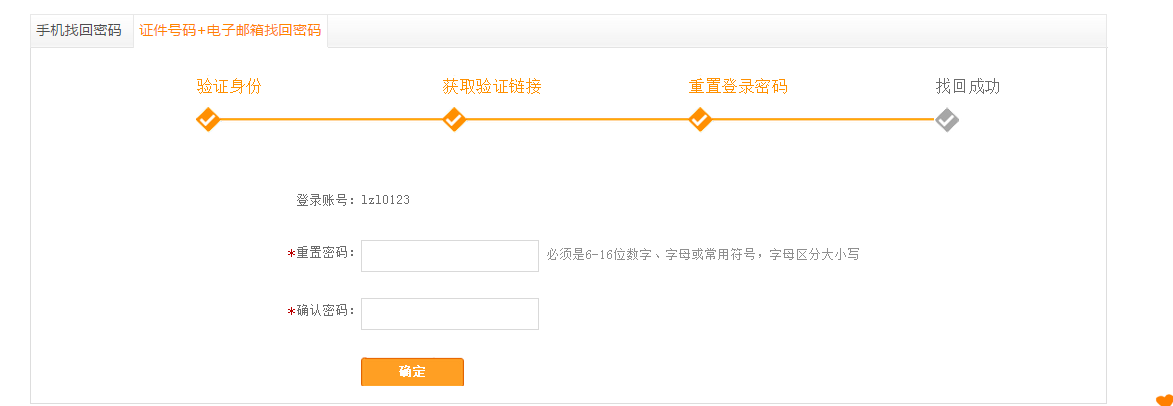 手机找回密码 证件号码+电子邮箱找回密码
验证身份 获取验证链接 重置登录密码 找回成功
登录账号：lzl0123
*重置密码： 必须是6-16位数字、字母或常用符号，字母区分大小写
*确认密码：
确定